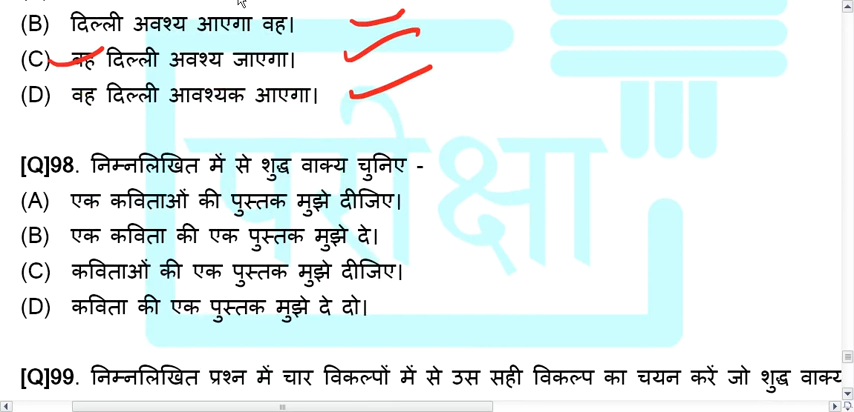 (B) दिल्ली अवश्य आएगा वह।
(C) वह दिल्ली अवश्य जाएगा।
(D) वह दिल्ली आवश्यक आएगा।
[Q]98. निम्नलिखित में से शुद्ध वाक्य चुनिए -
(A) एक कविताओं की पुस्तक मुझे दीजिए।
(B) एक कविता की एक पुस्तक मुझे दे।
(C) कविताओं की एक पुस्तक मुझे दीजिए।
(D) कविता की एक पुस्तक मुझे दे दो।
[Q]99. निम्नलिखित प्रश्न में चार विकल्पों में से उस सही विकल्प का चयन करें जो शुद्ध वाक्य
परीक्षा